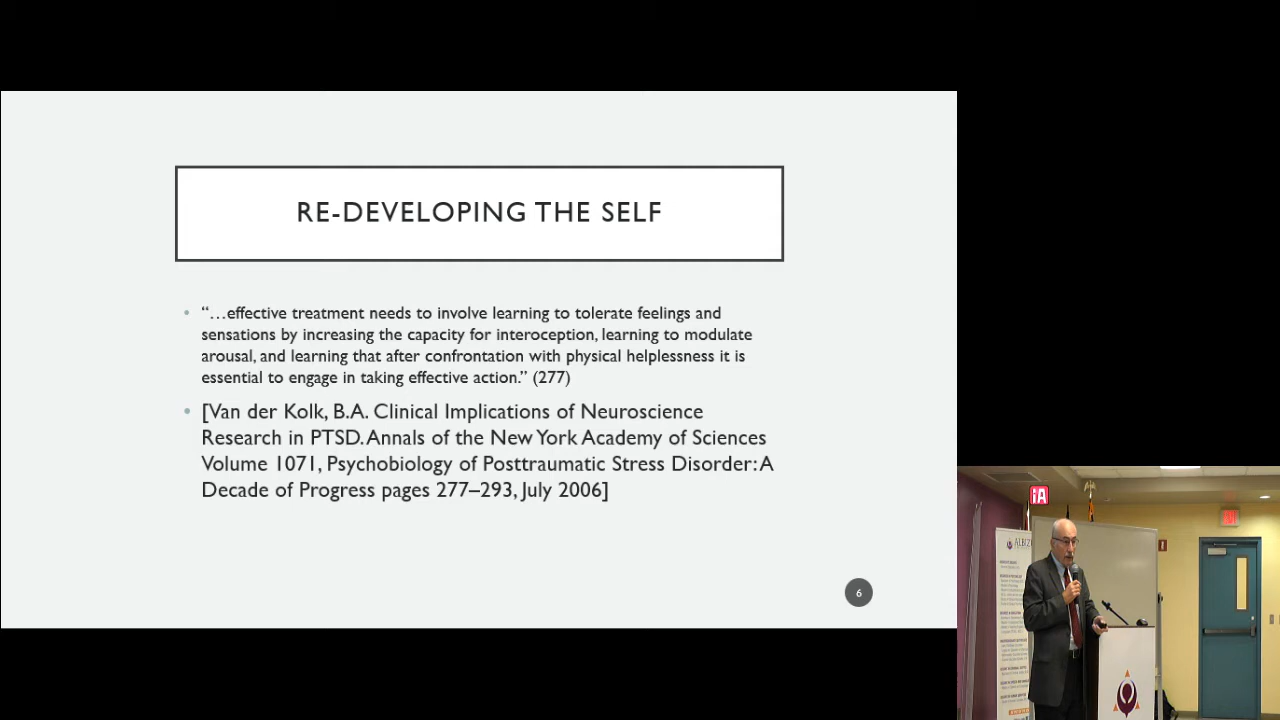 RE-DEVELOPING THE SELF
• “…effective treatment needs to involve learning to tolerate feelings and
sensations by increasing the capacity for interoception, learning to modulate
arousal, and learning that after confrontation with physical helplessness it is
essential to engage in taking effective action.” (277)
• [Van der Kolk, B.A. Clinical Implications of Neuroscience
Research in PTSD. Annals of the New York Academy of Sciences
Volume 1071, Psychobiology of Posttraumatic Stress Disorder: A
Decade of Progress pages 277–293, July 2006]
6
iA